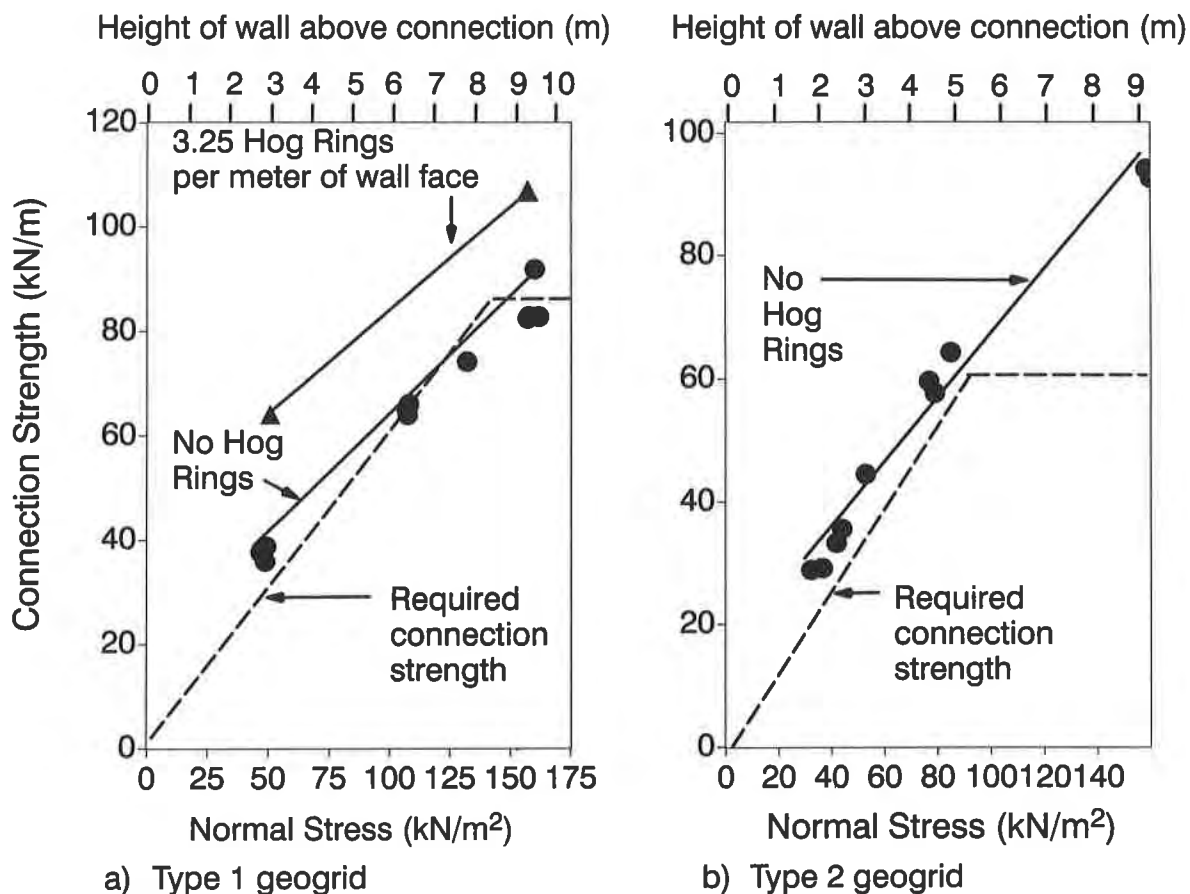 Height of wall above connection (m)
0 1 2 3 4 5 6 7 8 9 10
120
100
80
60
40
20
0
3.25 Hog Rings
per meter of wall face
No Hog
Rings
Required
connection
strength
Connection Strength (kN/m)
0 25 50 75 100 125 150 175
Normal Stress (kN/m²)
a) Type 1 geogrid
Height of wall above connection (m)
0 1 2 3 4 5 6 7 8 9
100
80
60
40
20
0
No
Hog
Rings
Required
connection
strength
0 20 40 60 80 100 120 140
Normal Stress (kN/m²)
b) Type 2 geogrid